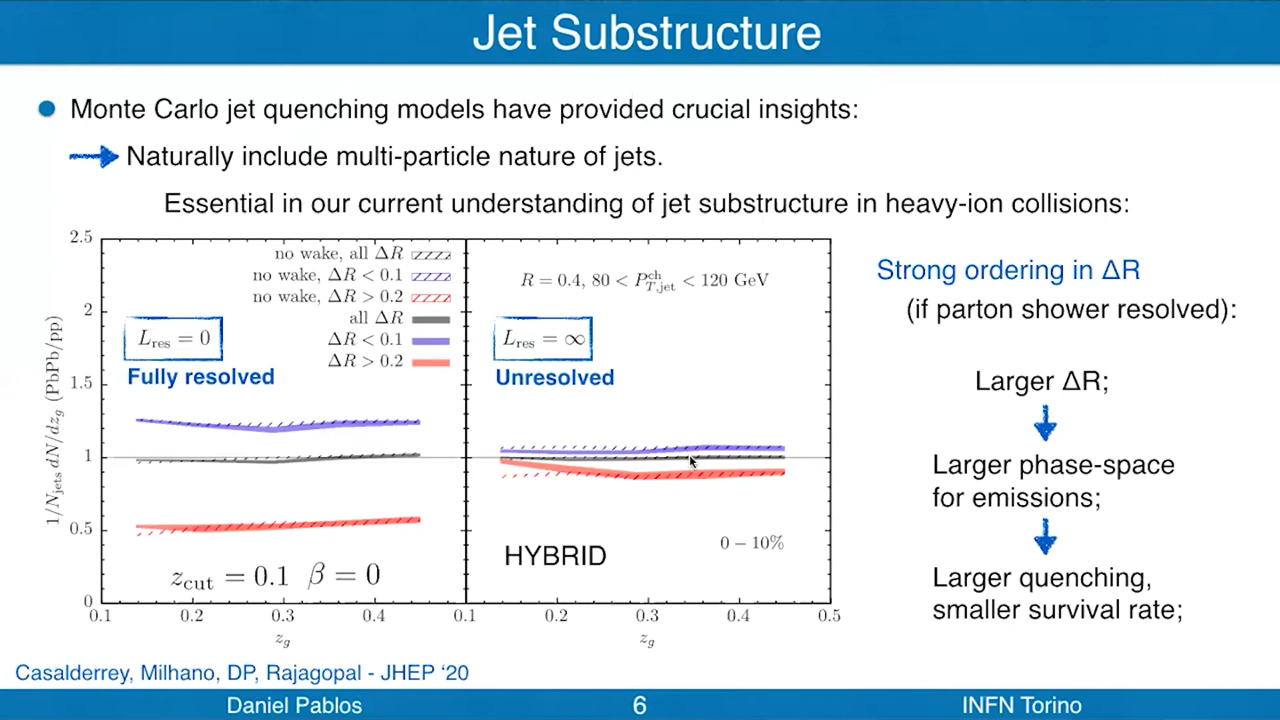 Jet Substructure
Monte Carlo jet quenching models have provided crucial insights:
Naturally include multi-particle nature of jets.
Essential in our current understanding of jet substructure in heavy-ion collisions:
1/N_jets dN/dz_g (PbPb/pp)
2.5
2
1.5
1
0.5
0
no wake, all ΔR
no wake, ΔR < 0.1
no wake, ΔR > 0.2
all ΔR
ΔR < 0.1
ΔR > 0.2
L_res = 0
Fully resolved
z_cut = 0.1 β = 0
0.1 0.2 0.3 0.4 0.1
z_g
R = 0.4, 80 < P_{T,jet}^{ch} < 120 GeV
L_res = ∞
Unresolved
HYBRID
0 − 10%
0.2 0.3 0.4 0.5
z_g
Strong ordering in ΔR
(if parton shower resolved):
Larger ΔR;
Larger phase-space
for emissions;
Larger quenching,
smaller survival rate;
Casalderrey, Milhano, DP, Rajagopal - JHEP ‘20
Daniel Pablos
6
INFN Torino